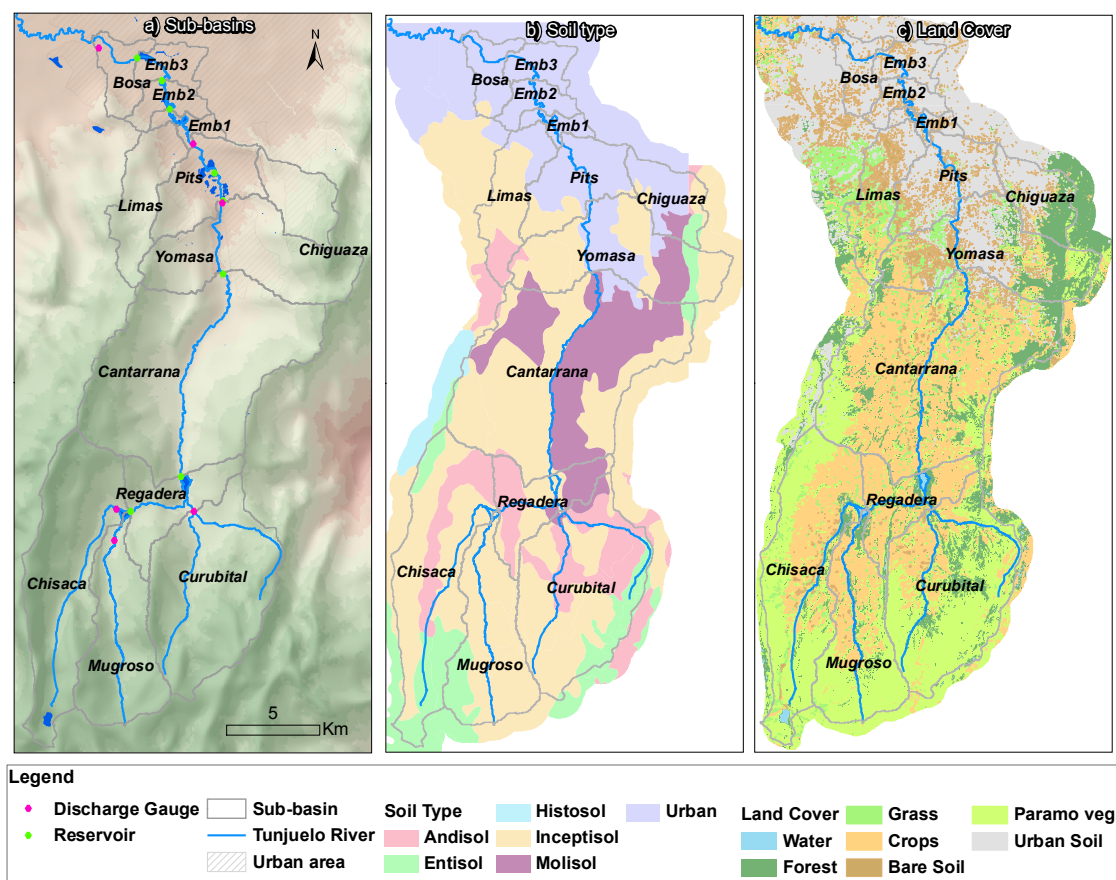 a) Sub-basins
N
Emb3
Bosa
Emb2
Emb1
Pits
Limas
Chiguaza
Yomasa
Cantarrana
Regadera
Chisaca
Curubital
Mugroso
5
Km
b) Soil type
Emb3
Bosa
Emb2
Emb1
Pits
Limas
Chiguaza
Yomasa
Cantarrana
Regadera
Chisaca
Curubital
Mugroso
c) Land Cover
Emb3
Bosa
Emb2
Emb1
Pits
Limas
Chiguaza
Yomasa
Cantarrana
Regadera
Chisaca
Curubital
Mugroso
Legend
Discharge Gauge
Reservoir
Sub-basin
Tunjuelo River
Urban area
Soil Type
Andisol
Entisol
Histosol
Inceptisol
Molisol
Urban
Land Cover
Water
Forest
Grass
Crops
Bare Soil
Paramo veg
Urban Soil